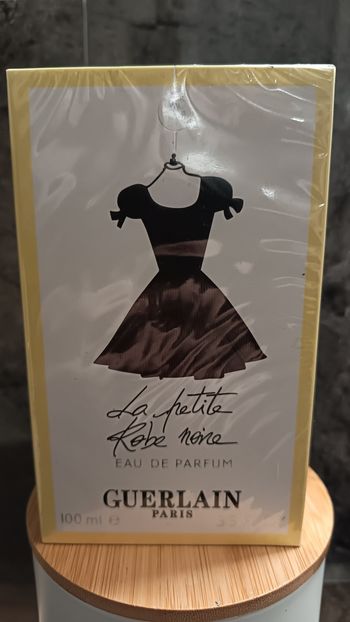 La petite
Robe noire
EAU DE PARFUM
GUERLAIN
PARIS
100 ml e